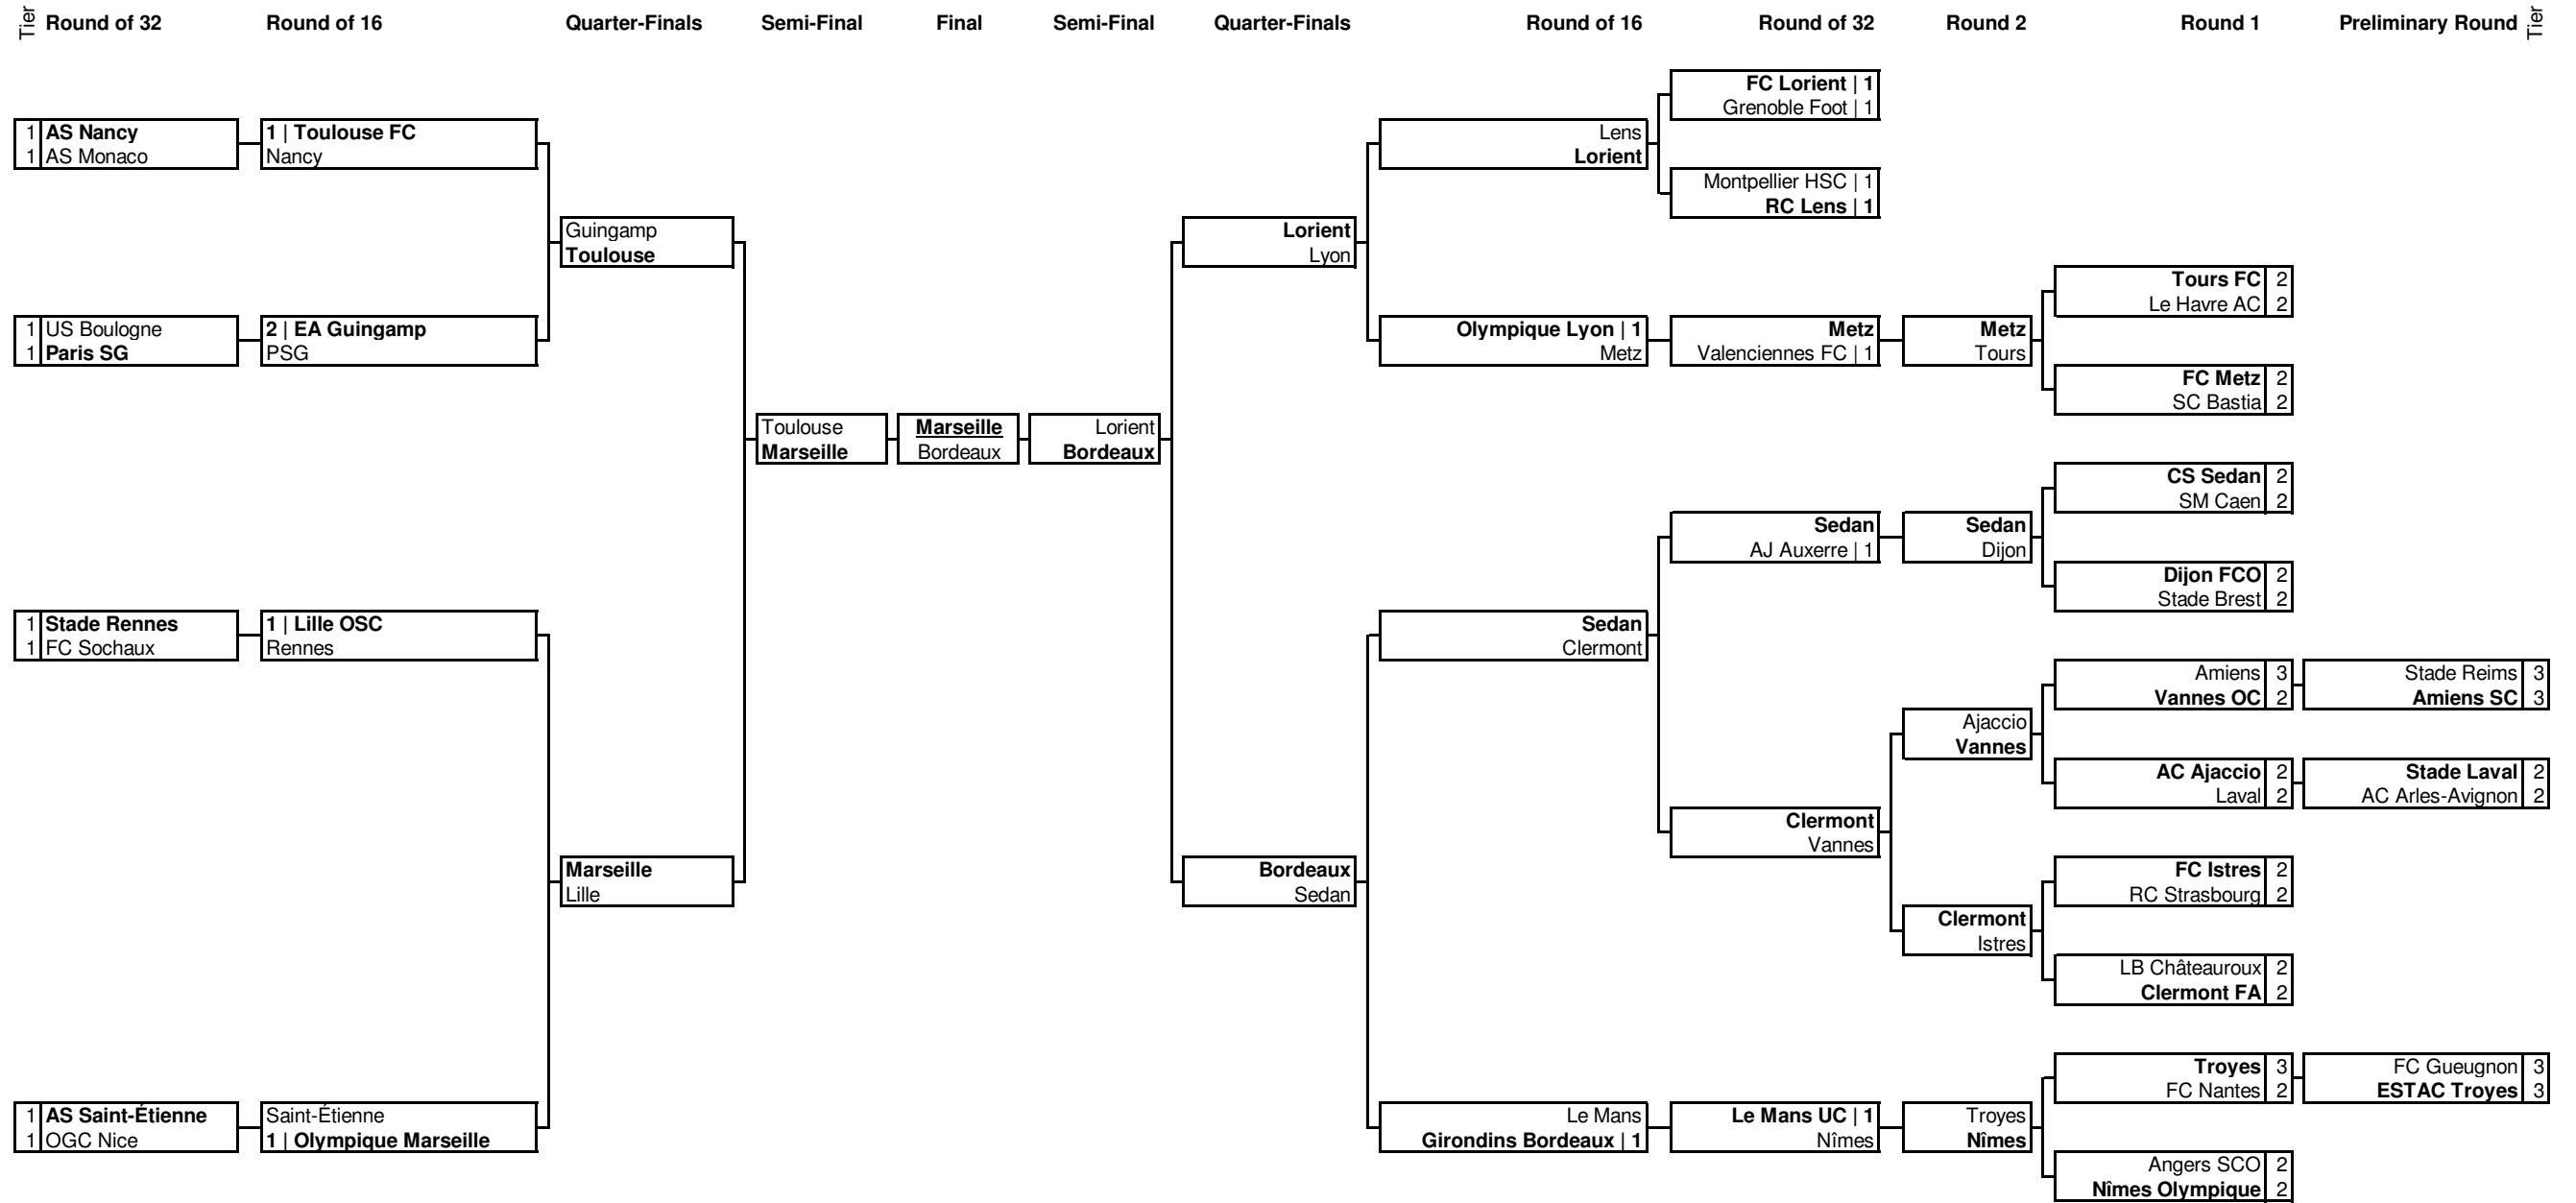 Tier Round of 32 Round of 16 Quarter-Finals Semi-Final Final Semi-Final Quarter-Finals Round of 16 Round of 32 Round 2 Round 1 Preliminary Round Tier
FC Lorient | 1
Grenoble Foot | 1
1 AS Nancy 1 | Toulouse FC Lens
1 AS Monaco Nancy Lorient
Montpellier HSC | 1
RC Lens | 1
Guingamp Lorient
Toulouse Lyon
Tours FC 2
Le Havre AC 2
1 US Boulogne 2 | EA Guingamp Olympique Lyon | 1 Metz Metz
1 Paris SG PSG Metz Valenciennes FC | 1 Tours
FC Metz 2
SC Bastia 2
Toulouse Marseille Lorient
Marseille Bordeaux Bordeaux
CS Sedan 2
SM Caen 2
Sedan Sedan
AJ Auxerre | 1 Dijon
Dijon FCO 2
Stade Brest 2
1 Stade Rennes 1 | Lille OSC Sedan
1 FC Sochaux Rennes Clermont
Amiens 3 Stade Reims 3
Vannes OC 2 Amiens SC 3
Ajaccio
Vannes
AC Ajaccio 2 Stade Laval 2
Laval 2 AC Arles-Avignon 2
Clermont
Vannes
Marseille Bordeaux FC Istres 2
Lille Sedan RC Strasbourg 2
Clermont
Istres
LB Châteauroux 2
Clermont FA 2
Troyes 3 FC Gueugnon 3
FC Nantes 2 ESTAC Troyes 3
1 AS Saint-Étienne Saint-Étienne Le Mans Le Mans UC | 1 Troyes
1 OGC Nice 1 | Olympique Marseille Girondins Bordeaux | 1 Nîmes Nîmes
Angers SCO 2
Nîmes Olympique 2